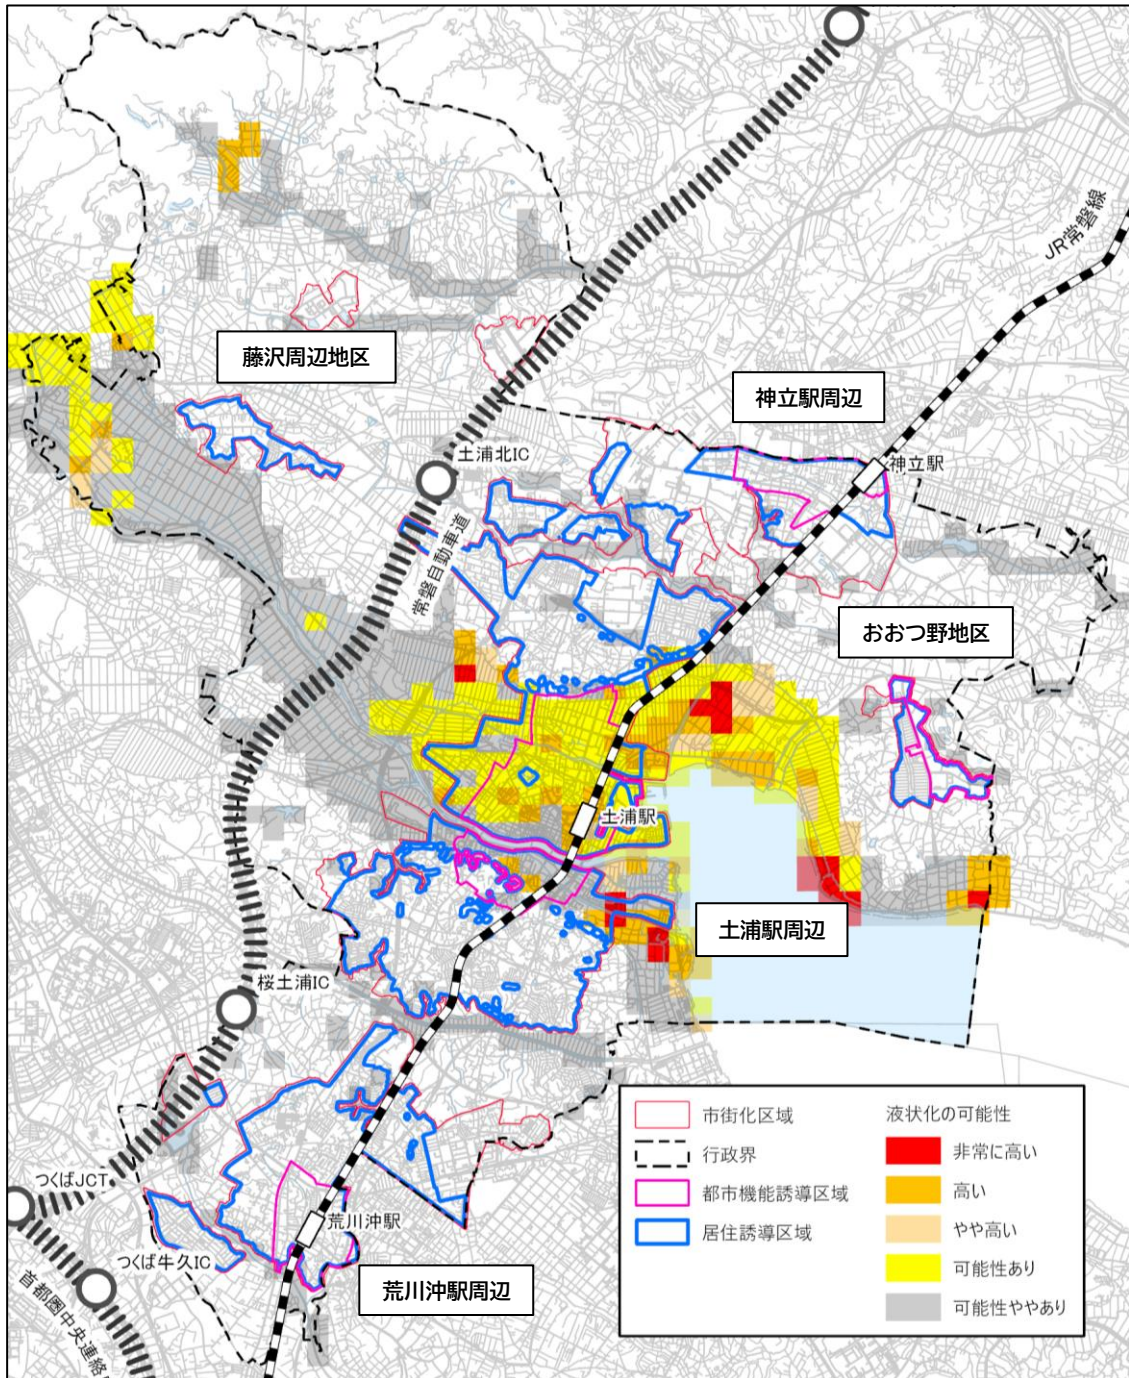 JR常磐線
藤沢周辺地区
神立駅周辺
土浦北IC
神立駅
常磐自動車道
おおつ野地区
土浦駅
土浦駅周辺
桜土浦IC
つくばJCT
荒川沖駅
つくば牛久IC
荒川沖駅周辺
首都圏中央連絡
市街化区域
行政界
都市機能誘導区域
居住誘導区域
液状化の可能性
非常に高い
高い
やや高い
可能性あり
可能性ややあり